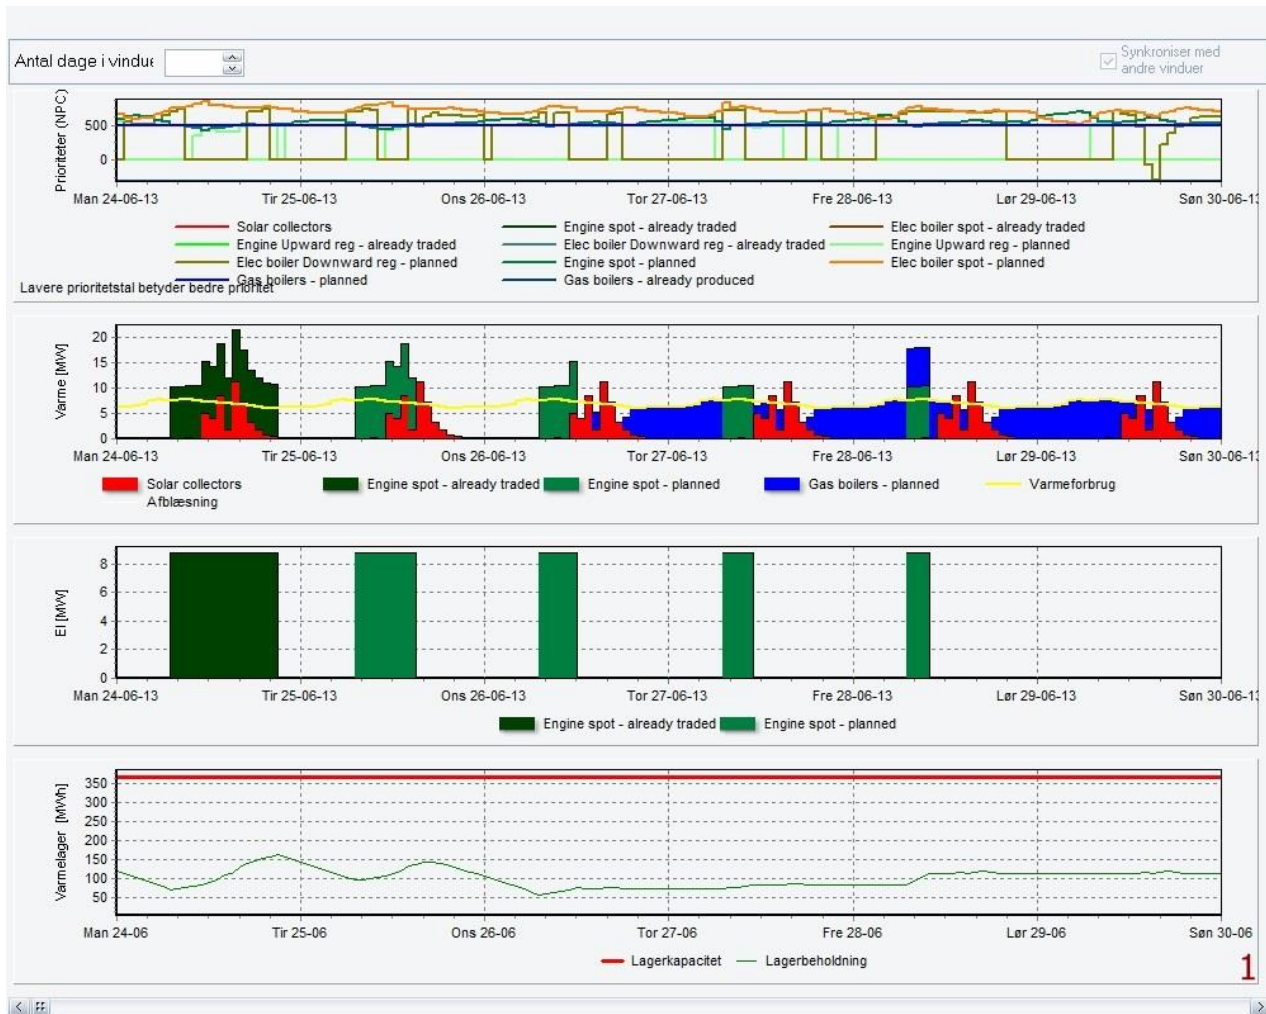 Antal dage i vindue
Synkroniser med
andre vinduer
Prioriteter (NPC)
500
0
Man 24-06-13 Tir 25-06-13 Ons 26-06-13 Tor 27-06-13 Fre 28-06-13 Lør 29-06-13 Søn 30-06-13
Solar collectors Engine spot - already traded Elec boiler spot - already traded
Engine Upward reg - already traded Elec boiler Downward reg - already traded Engine Upward reg - planned
Elec boiler Downward reg - planned Engine spot - planned Elec boiler spot - planned
Gas boilers - planned Gas boilers - already produced
Lavere prioritetstal betyder bedre prioritet
Varme [MW]
20
15
10
5
0
Man 24-06-13 Tir 25-06-13 Ons 26-06-13 Tor 27-06-13 Fre 28-06-13 Lør 29-06-13 Søn 30-06-13
Solar collectors Engine spot - already traded Engine spot - planned Gas boilers - planned Varmeforbrug
Afblæsning
El [MW]
8
6
4
2
0
Man 24-06-13 Tir 25-06-13 Ons 26-06-13 Tor 27-06-13 Fre 28-06-13 Lør 29-06-13 Søn 30-06-13
Engine spot - already traded Engine spot - planned
Varmelager [MWh]
350
300
250
200
150
100
50
Man 24-06 Tir 25-06 Ons 26-06 Tor 27-06 Fre 28-06 Lør 29-06 Søn 30-06
Lagerkapacitet Lagerbeholdning
1